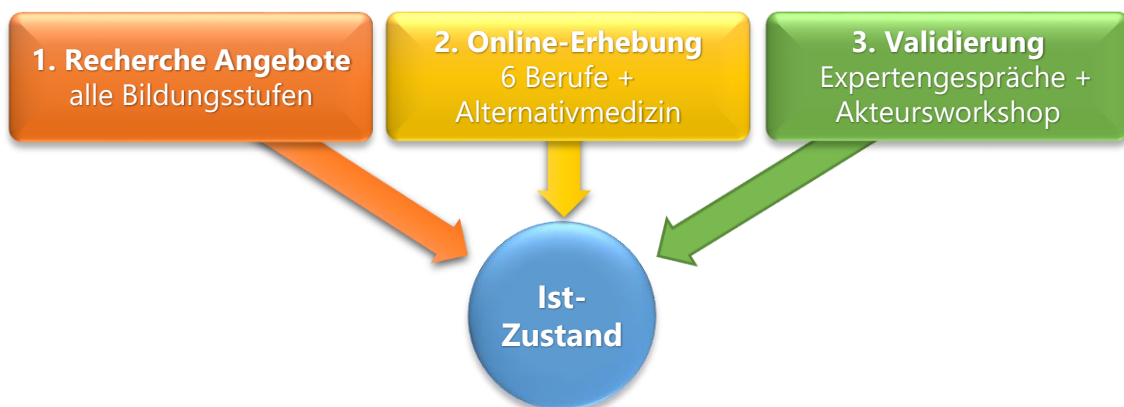 1. Recherche Angebote
alle Bildungsstufen
2. Online-Erhebung
6 Berufe +
Alternativmedizin
3. Validierung
Expertengespräche +
Akteursworkshop
Ist-
Zustand